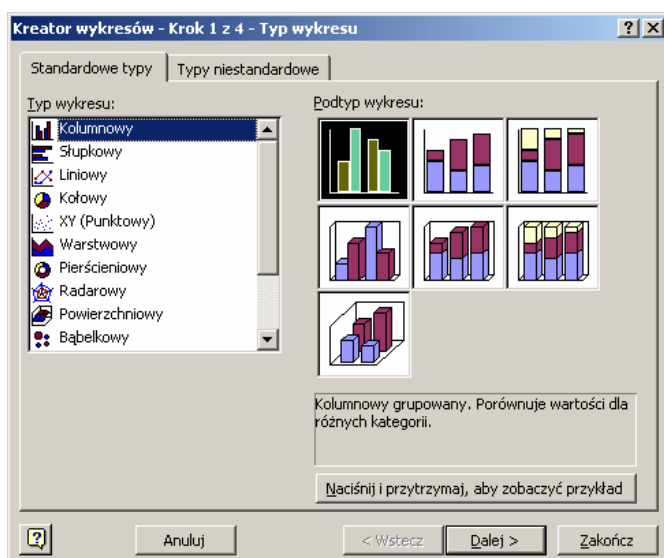 Kreator wykresów - Krok 1 z 4 - Typ wykresu
Standardowe typy
Typy niestandardowe
Typ wykresu:
Podtyp wykresu:
Kolumnowy
Słupkowy
Liniowy
Kołowy
XY (Punktowy)
Warstwowy
Pierścieniowy
Radarowy
Powierzchniowy
Bąbelkowy
Kolumnowy grupowany. Porównuje wartości dla
różnych kategorii.
Naciśnij i przytrzymaj, aby zobaczyć przykład
Anuluj
< Wstecz
Dalej >
Zakończ